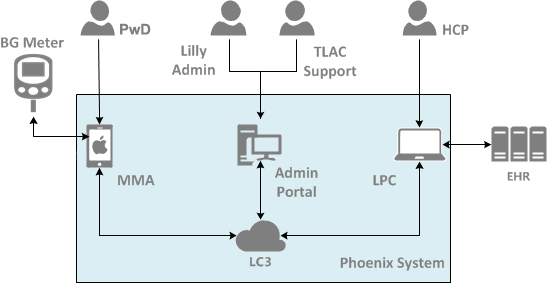 PwD
Lilly
Admin
TLAC
Support
HCP
BG Meter
MMA
Admin
Portal
LPC
EHR
LC3
Phoenix System